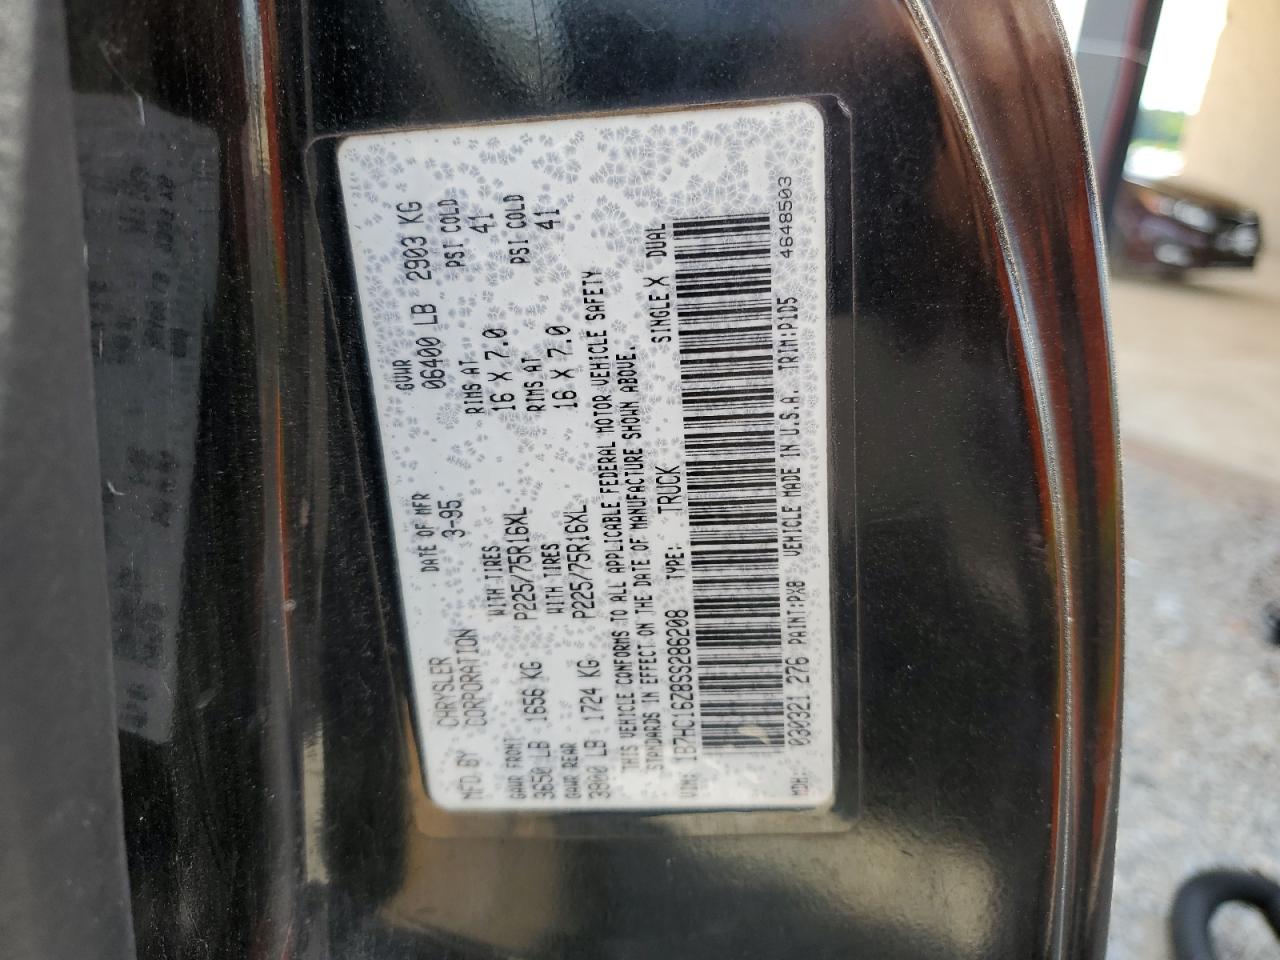 MFD BY CHRYSLER CORPORATION DATE OF MFR 3-95 GVWR 06400 LB 2903 KG
GAWR FRONT WITH TIRES RIMS AT PSI COLD
3650 LB 1656 KG P225/75R16XL 16 X 7.0 41
GAWR REAR WITH TIRES RIMS AT PSI COLD
3800 LB 1724 KG P225/75R16XL 16 X 7.0 41
THIS VEHICLE CONFORMS TO ALL APPLICABLE FEDERAL MOTOR VEHICLE SAFETY
STANDARDS IN EFFECT ON THE DATE OF MANUFACTURE SHOWN ABOVE.
VIN: 1B7HC16Z8SS286208 TYPE: TRUCK SINGLE X DUAL
MDH: 030321 276 PAINT:PX8 VEHICLE MADE IN U.S.A. TRIM:P1D5 4648503